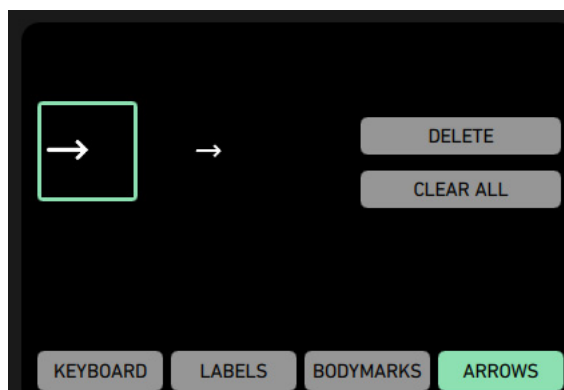 DELETE
CLEAR ALL
KEYBOARD
LABELS
BODYMARKS
ARROWS